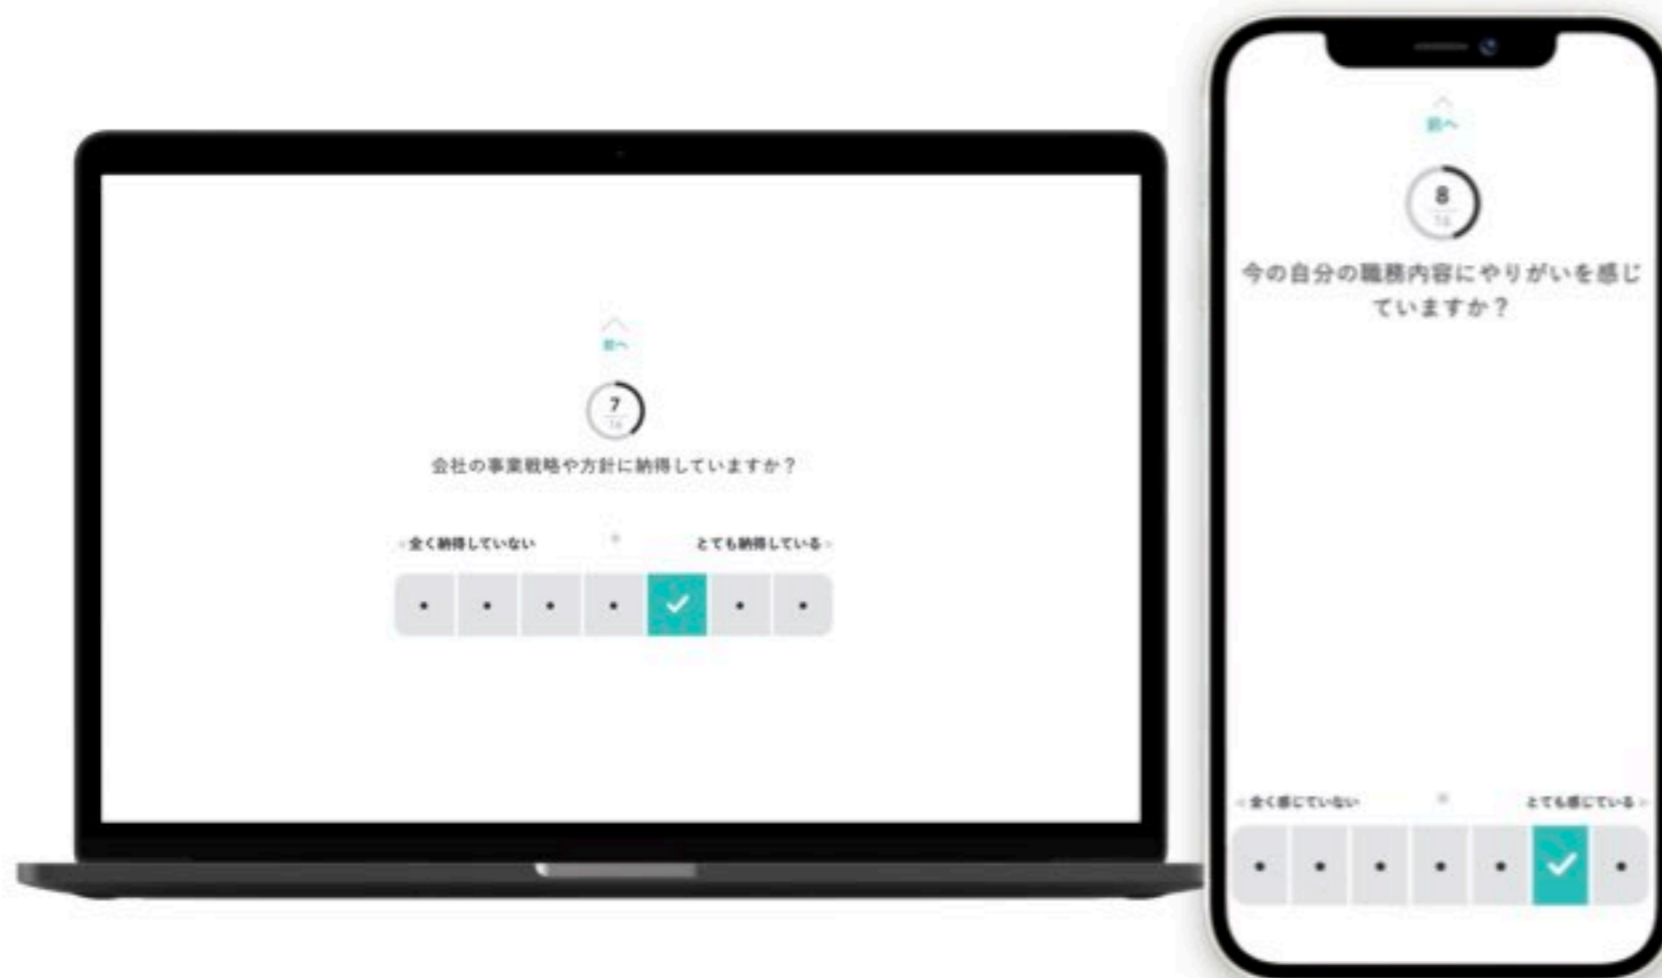 前へ
7
16
会社の事業戦略や方針に納得していますか？
全く納得していない
とても納得している
前へ
8
16
今の自分の職務内容にやりがいを感じ
ていますか？
全く感じていない
とても感じている